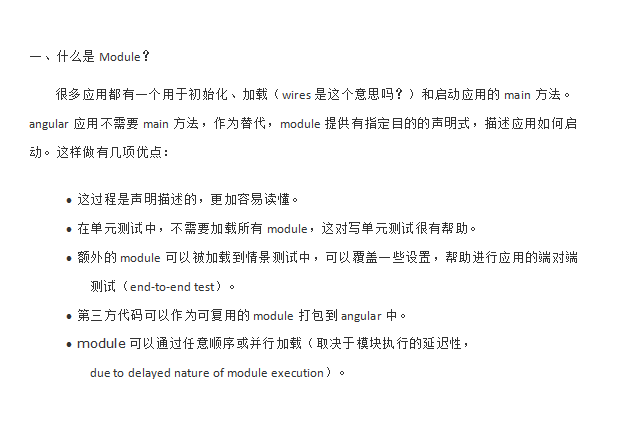 一、什么是 Module？
很多应用都有一个用于初始化、加载（wires 是这个意思吗？）和启动应用的 main 方法。
angular 应用不需要 main 方法，作为替代，module 提供有指定目的的声明式，描述应用如何启
动。这样做有几项优点：
● 这过程是声明描述的，更加容易读懂。
● 在单元测试中，不需要加载所有 module，这对写单元测试很有帮助。
● 额外的 module 可以被加载到情景测试中，可以覆盖一些设置，帮助进行应用的端对端
测试（end-to-end test）。
● 第三方代码可以作为可复用的 module 打包到 angular 中。
● module 可以通过任意顺序或并行加载（取决于模块执行的延迟性，
due to delayed nature of module execution）。